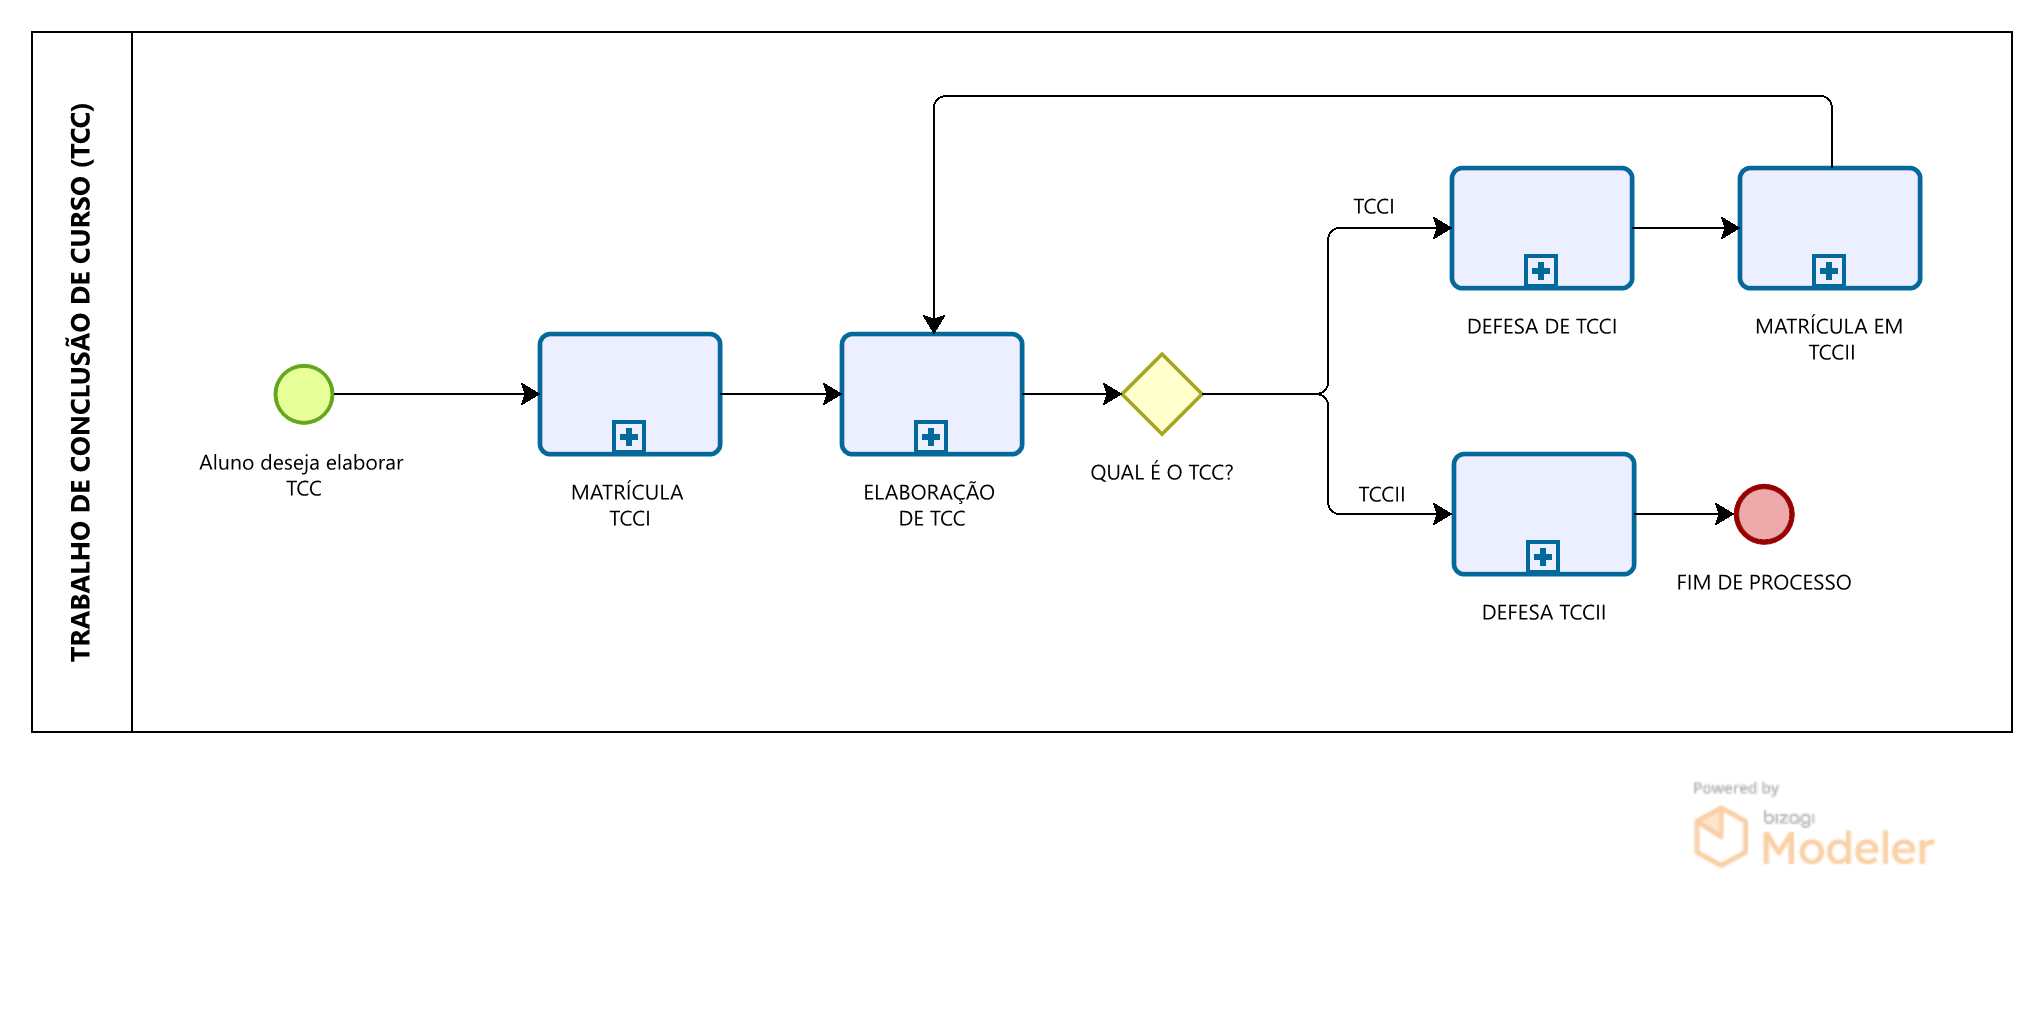 TRABALHO DE CONCLUSÃO DE CURSO (TCC)
Aluno deseja elaborar
TCC
MATRÍCULA
TCCI
ELABORAÇÃO
DE TCC
QUAL É O TCC?
TCCI
DEFESA DE TCCI
MATRÍCULA EM
TCCII
TCCII
DEFESA TCCII
FIM DE PROCESSO
Powered by
bizagi
Modeler